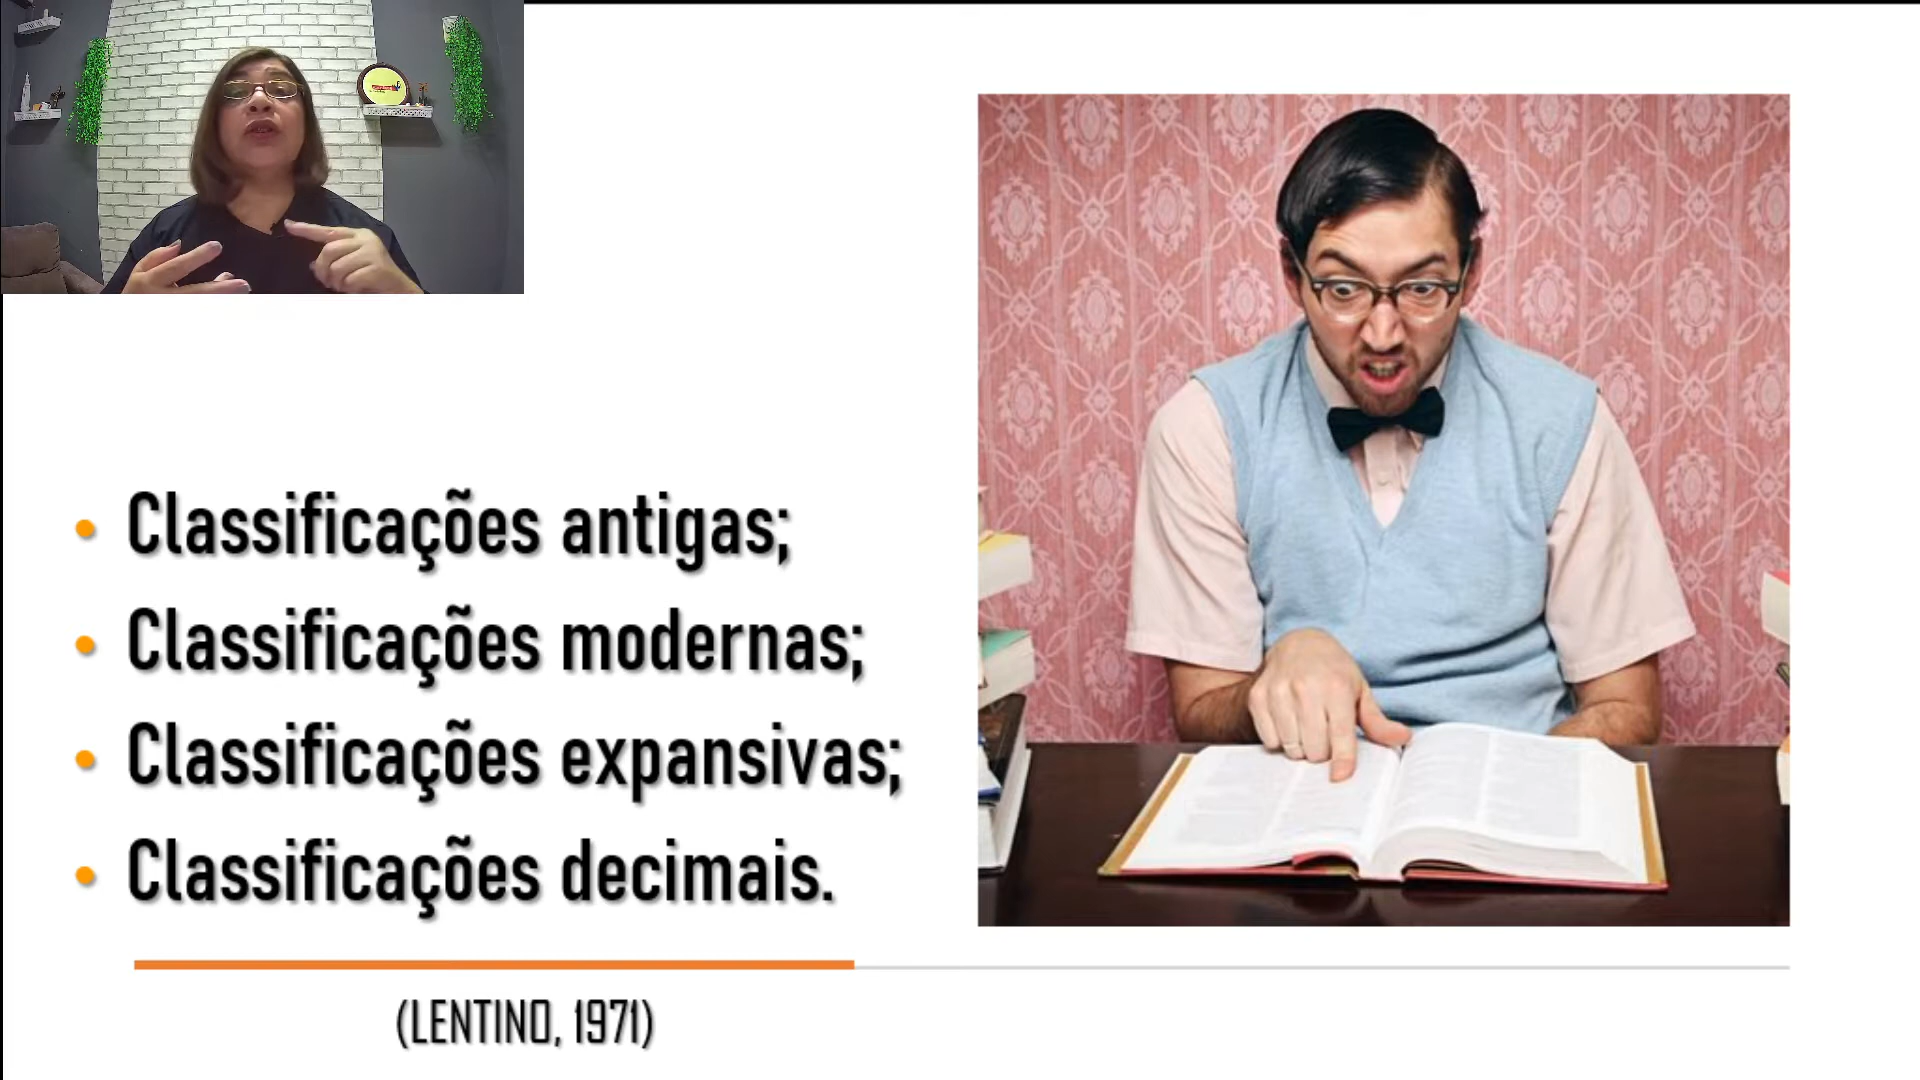 Classificações antigas;
Classificações modernas;
Classificações expansivas;
Classificações decimais.
(LENTINO, 1971)